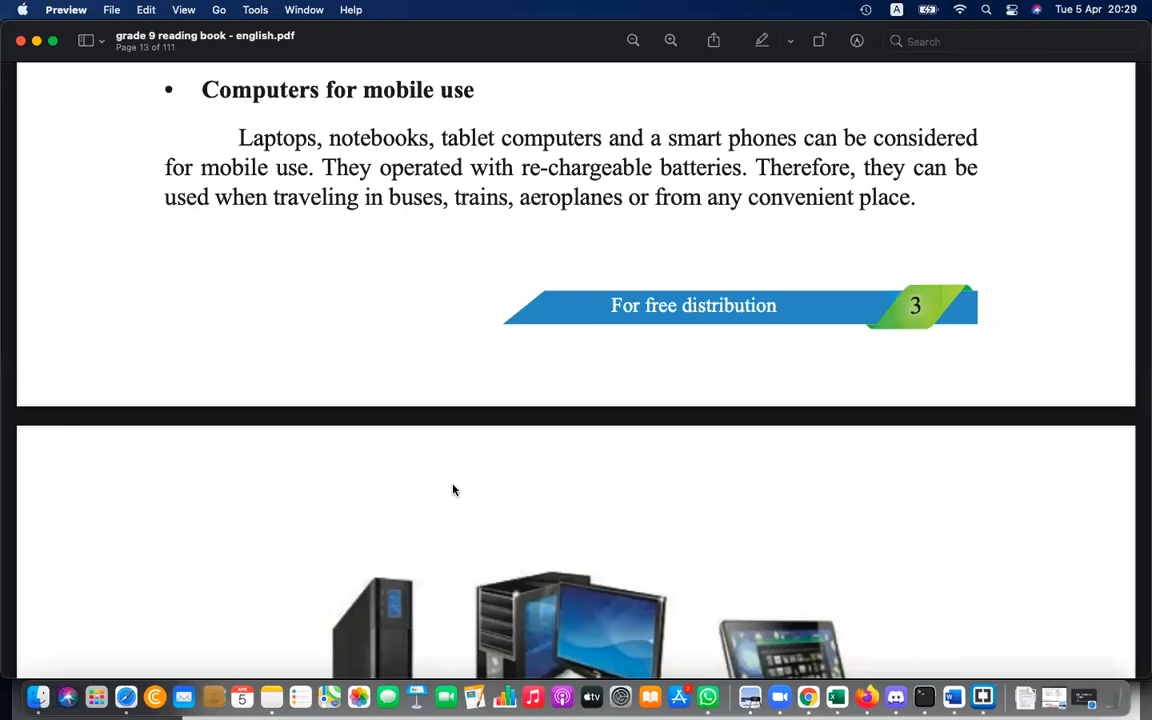 Preview File Edit View Go Tools Window Help A Tue 5 Apr 20:29
grade 9 reading book - english.pdf
Page 13 of 111
Search
• Computers for mobile use
Laptops, notebooks, tablet computers and a smart phones can be considered
for mobile use. They operated with re-chargeable batteries. Therefore, they can be
used when traveling in buses, trains, aeroplanes or from any convenient place.
For free distribution 3